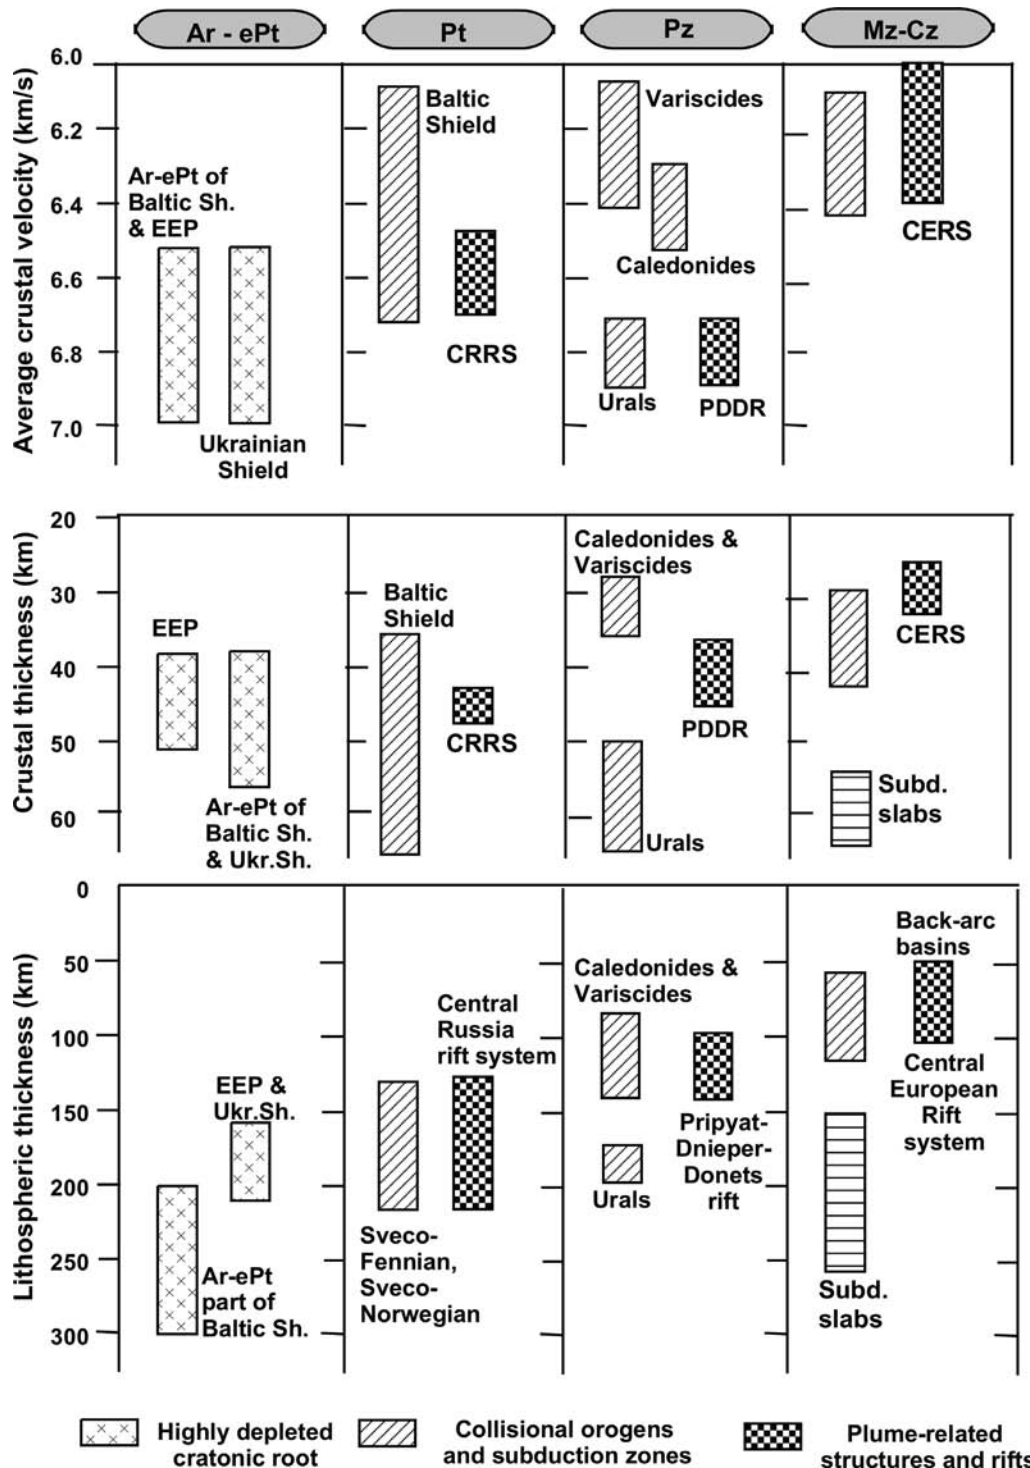 Ar - ePt
Pt
Pz
Mz-Cz
Average crustal velocity (km/s)
6.0
6.2
6.4
6.6
6.8
7.0
Ar-ePt of
Baltic Sh.
& EEP
Ukrainian
Shield
Baltic
Shield
CRRS
Variscides
Caledonides
Urals
PDDR
CERS
Crustal thickness (km)
20
30
40
50
60
EEP
Ar-ePt of
Baltic Sh.
& Ukr.Sh.
Baltic
Shield
CRRS
Caledonides &
Variscides
PDDR
Urals
CERS
Subd.
slabs
Lithospheric thickness (km)
0
50
100
150
200
250
300
EEP &
Ukr.Sh.
Ar-ePt
part of
Baltic Sh.
Central
Russia
rift system
Sveco-
Fennian,
Sveco-
Norwegian
Caledonides &
Variscides
Urals
Pripyat-
Dnieper-
Donets
rift
Back-arc
basins
Central
European
Rift
system
Subd.
slabs
Highly depleted
cratonic root
Collisional orogens
and subduction zones
Plume-related
structures and rifts